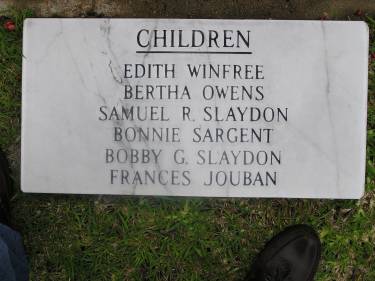 CHILDREN
EDITH WINFREE
BERTHA OWENS
SAMUEL R. SLAYDON
BONNIE SARGENT
BOBBY G. SLAYDON
FRANCES JOUBAN